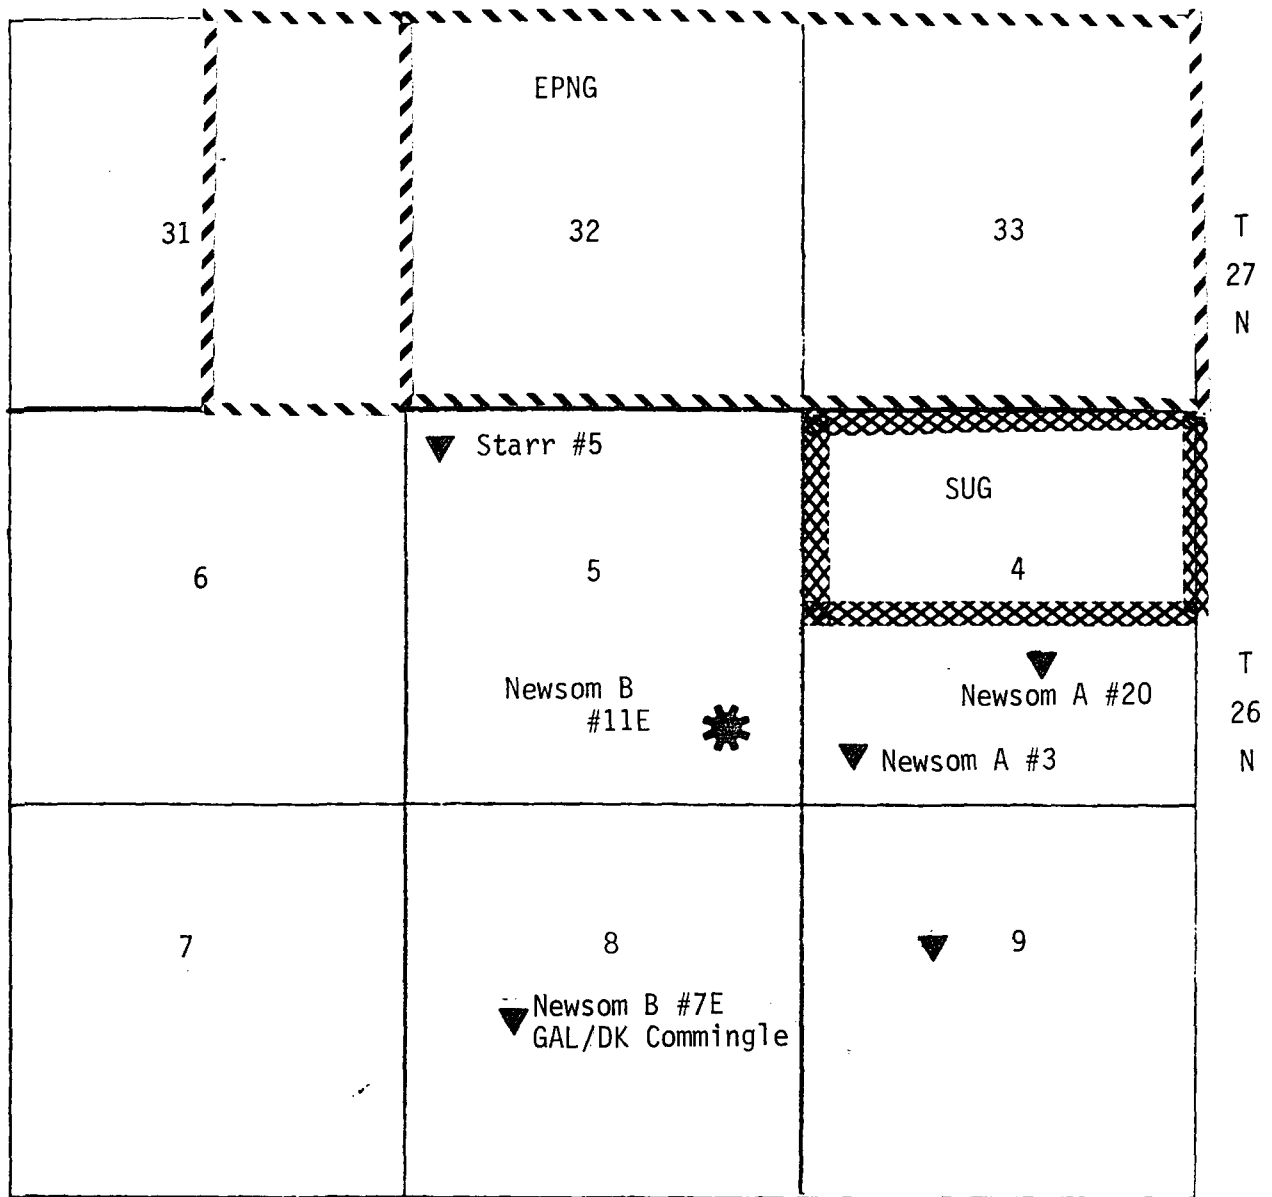 EPNG
31
32
33
T
27
N
Starr #5
SUG
6
5
4
Newsom B
#11E
Newsom A #20
Newsom A #3
T
26
N
7
8
9
Newsom B #7E
GAL/DK Commingle